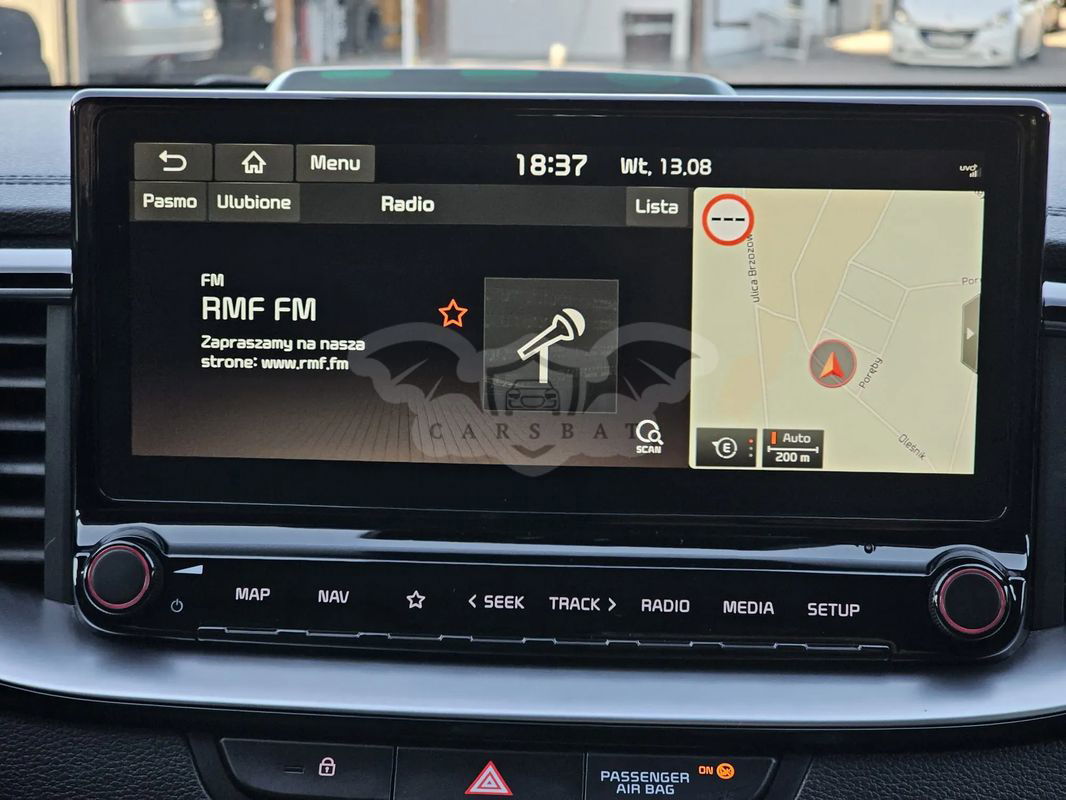 Menu
18:37
Wt, 13.08
Pasmo
Ulubione
Radio
Lista
FM
RMF FM
Zapraszamy na nasza
strone: www.rmf.fm
SCAN
CARSBAT
ulica Brzozow
Por
Poręby
Oleśnik
E
Auto
200 m
MAP
NAV
SEEK
TRACK
RADIO
MEDIA
SETUP
PASSENGER
AIR BAG
ON